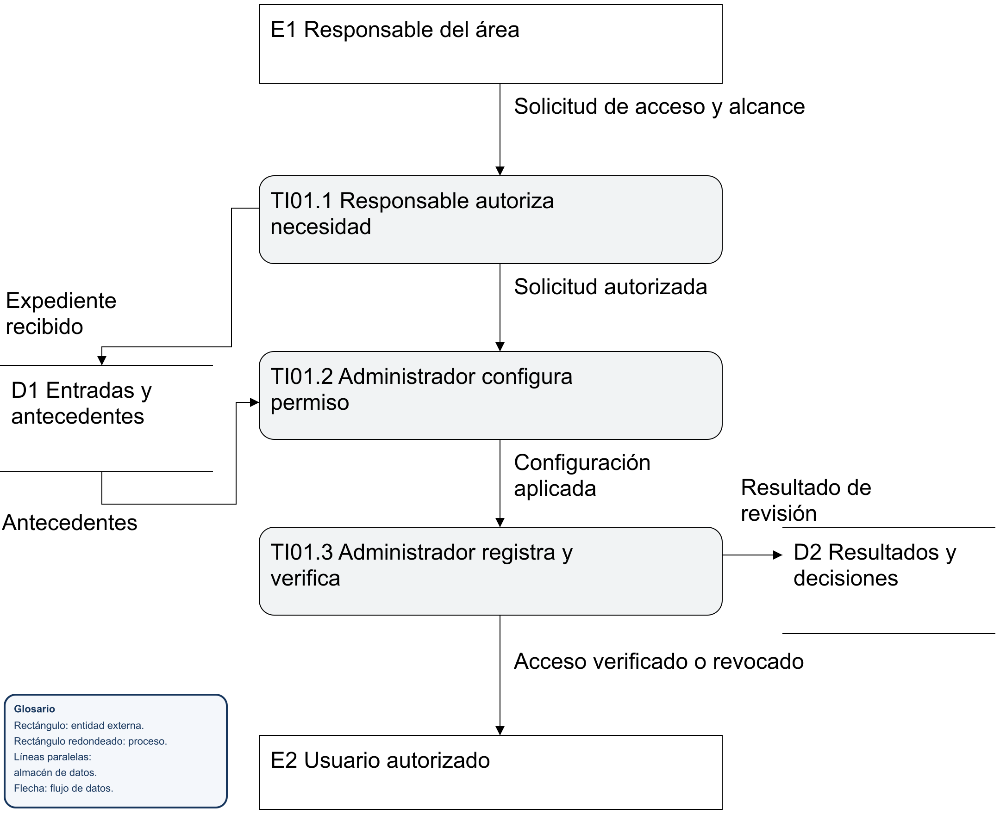 E1 Responsable del área
Solicitud de acceso y alcance
TI01.1 Responsable autoriza
necesidad
Solicitud autorizada
Expediente
recibido
TI01.2 Administrador configura
permiso
D1 Entradas y
antecedentes
Configuración
aplicada
Antecedentes
Resultado de
revisión
TI01.3 Administrador registra y
verifica
D2 Resultados y
decisiones
Acceso verificado o revocado
Glosario
Rectángulo: entidad externa.
Rectángulo redondeado: proceso.
Líneas paralelas:
almacén de datos.
Flecha: flujo de datos.
E2 Usuario autorizado